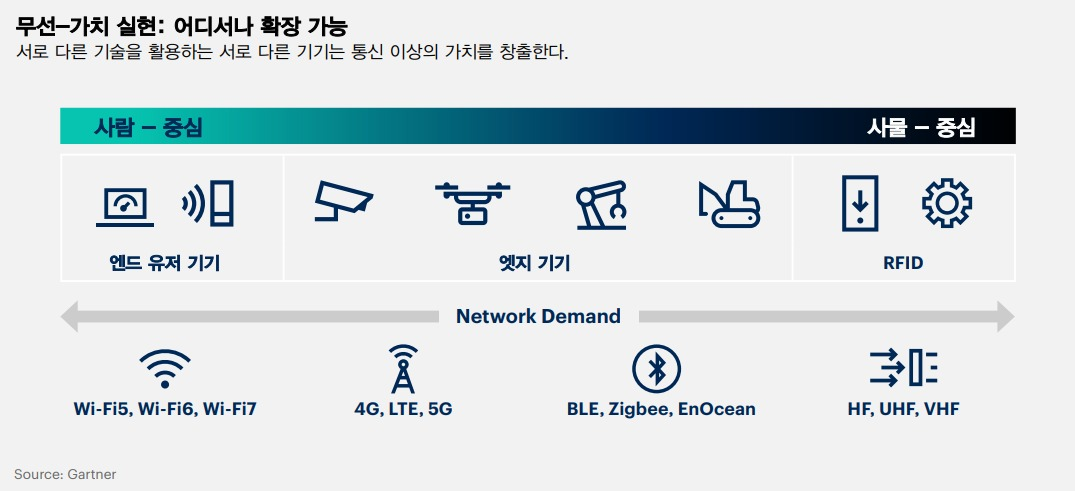 무선–가치 실현: 어디서나 확장 가능
서로 다른 기술을 활용하는 서로 다른 기기는 통신 이상의 가치를 창출한다.
사람 – 중심
사물 – 중심
엔드 유저 기기
엣지 기기
RFID
Network Demand
Wi-Fi5, Wi-Fi6, Wi-Fi7
4G, LTE, 5G
BLE, Zigbee, EnOcean
HF, UHF, VHF
Source: Gartner